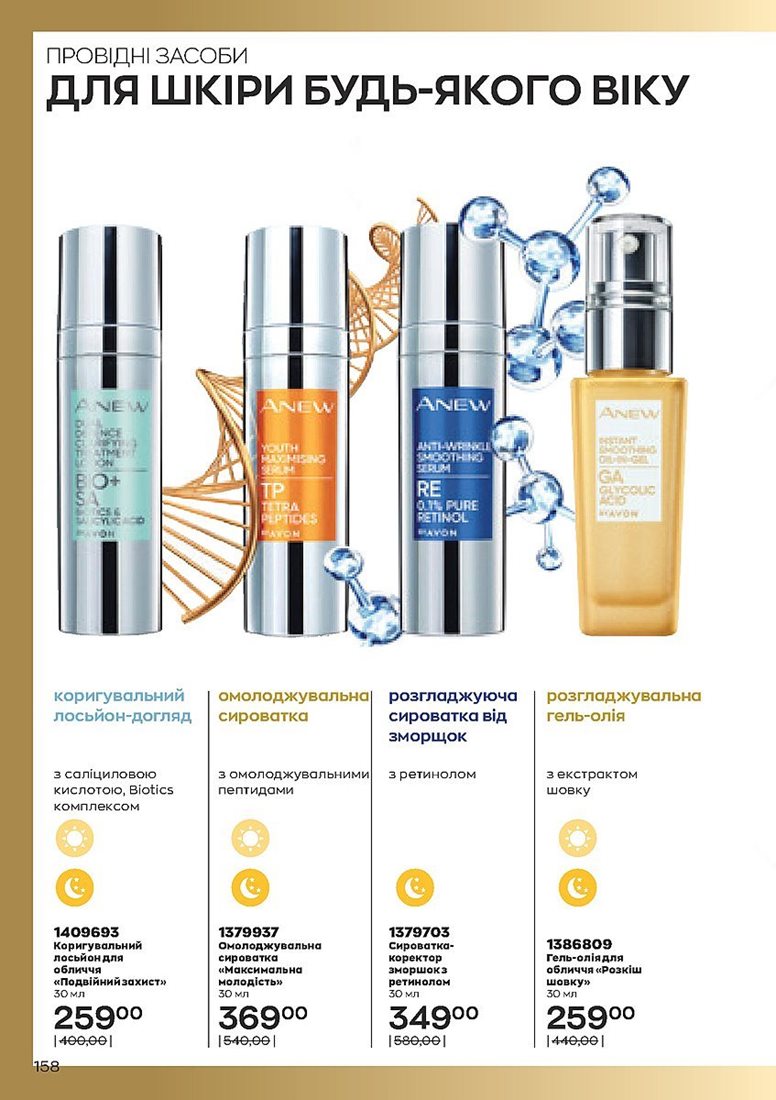 ПРОВІДНІ ЗАСОБИ
ДЛЯ ШКІРИ БУДЬ-ЯКОГО ВІКУ
ANEW
DUAL
DEFENCE
CLARIFYING
TREATMENT
LOTION
BIO+
SA
BIOTICS &
SALICYLIC ACID
BY AVON
ANEW
YOUTH
MAXIMISING
SERUM
TP
TETRA
PEPTIDES
BY AVON
ANEW
ANTI-WRINKLE
SMOOTHING
SERUM
RE
0.1% PURE
RETINOL
BY AVON
ANEW
INSTANT
SMOOTHING
OIL-IN-GEL
GA
GLYCOLIC
ACID
BY AVON
коригувальний
лосьйон-догляд
з саліциловою
кислотою, Biotics
комплексом
1409693
Коригувальний
лосьйон для
обличчя
«Подвійний захист»
30 мл
259 00
|400,00|
омолоджувальна
сироватка
з омолоджувальними
пептидами
1379937
Омолоджувальна
сироватка
«Максимальна
молодість»
30 мл
369 00
|540,00|
розгладжуюча
сироватка від
зморщок
з ретинолом
1379703
Сироватка-
коректор
зморшок з
ретинолом
30 мл
349 00
|580,00|
розгладжувальна
гель-олія
з екстрактом
шовку
1386809
Гель-олія для
обличчя «Розкіш
шовку»
30 мл
259 00
|440,00|
158